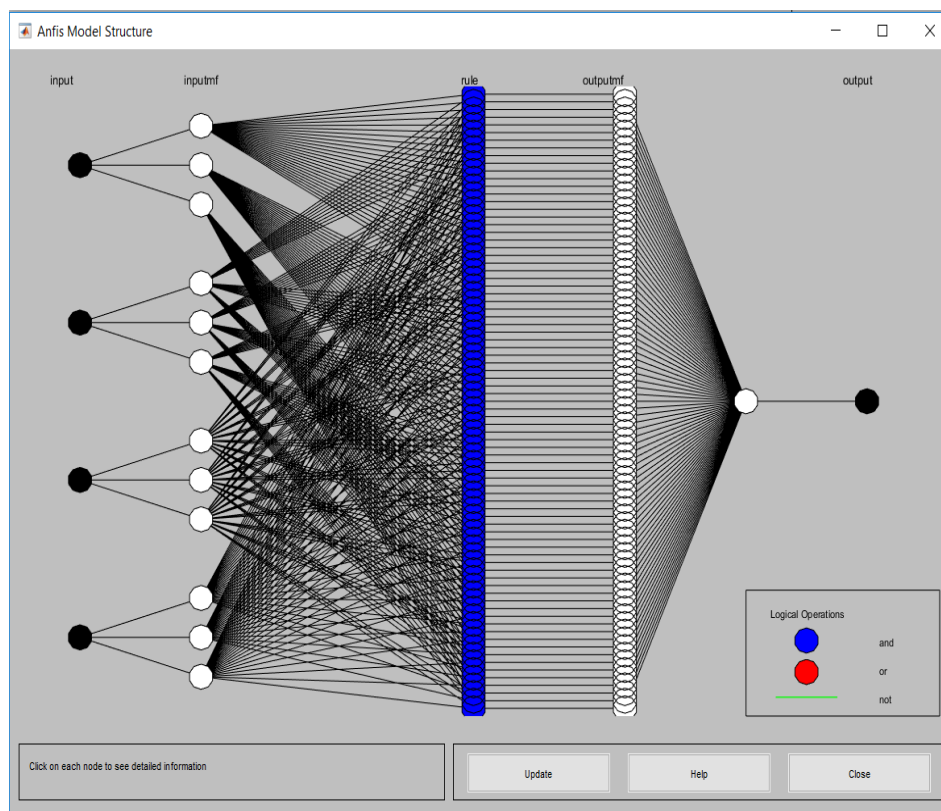 Anfis Model Structure
input
inputmf
rule
outputmf
output
Logical Operations
and
or
not
Click on each node to see detailed information
Update
Help
Close